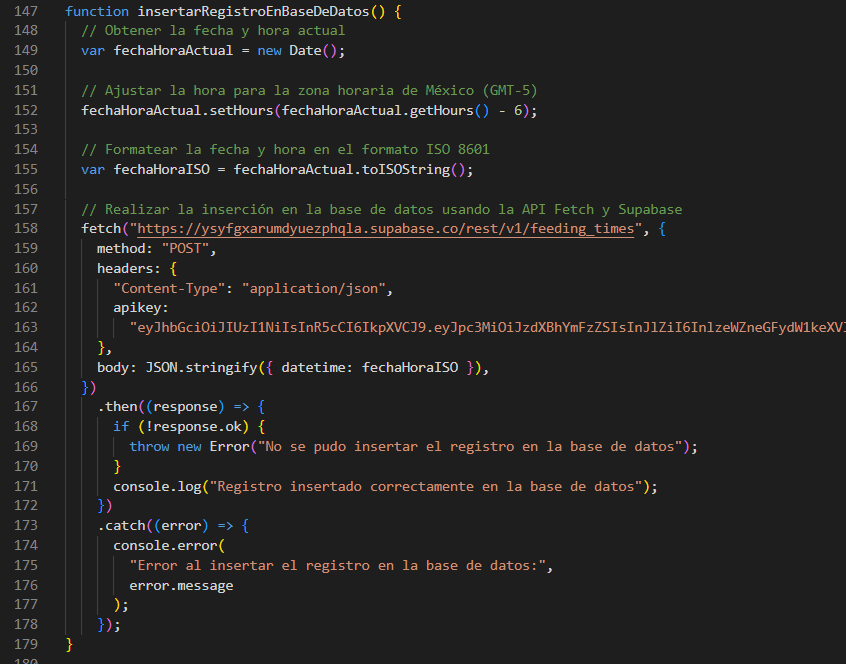 147 function insertarRegistroEnBaseDeDatos() {
148 // Obtener la fecha y hora actual
149 var fechaHoraActual = new Date();
150
151 // Ajustar la hora para la zona horaria de México (GMT-5)
152 fechaHoraActual.setHours(fechaHoraActual.getHours() - 6);
153
154 // Formatear la fecha y hora en el formato ISO 8601
155 var fechaHoraISO = fechaHoraActual.toISOString();
156
157 // Realizar la inserción en la base de datos usando la API Fetch y Supabase
158 fetch("https://ysyfgxarumdyuezphqla.supabase.co/rest/v1/feeding_times", {
159 method: "POST",
160 headers: {
161 "Content-Type": "application/json",
162 apikey:
163 "eyJhbGciOiJIUzI1NiIsInR5cCI6IkpXVCJ9.eyJpc3MiOiJzdXBhYmFzZSIsInJlZiI6InlzeWZneGFydW1keXVl
164 },
165 body: JSON.stringify({ datetime: fechaHoraISO }),
166 })
167 .then((response) => {
168 if (!response.ok) {
169 throw new Error("No se pudo insertar el registro en la base de datos");
170 }
171 console.log("Registro insertado correctamente en la base de datos");
172 })
173 .catch((error) => {
174 console.error(
175 "Error al insertar el registro en la base de datos:",
176 error.message
177 );
178 });
179 }